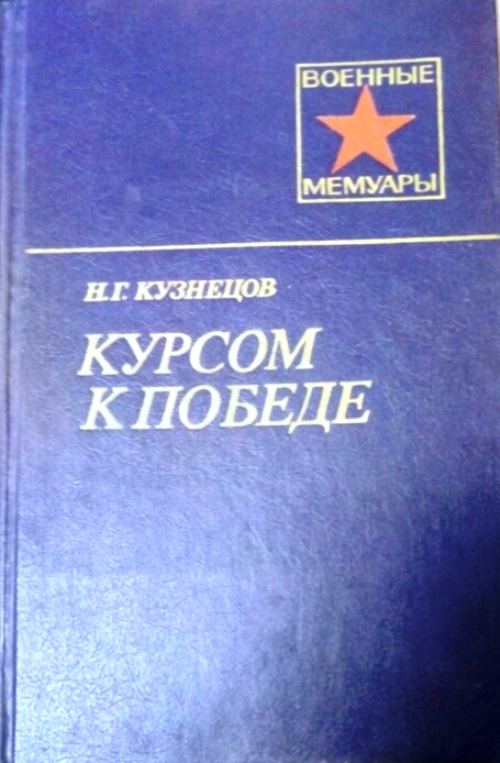 ВОЕННЫЕ
МЕМУАРЫ
Н.Г. КУЗНЕЦОВ
КУРСОМ
К ПОБЕДЕ